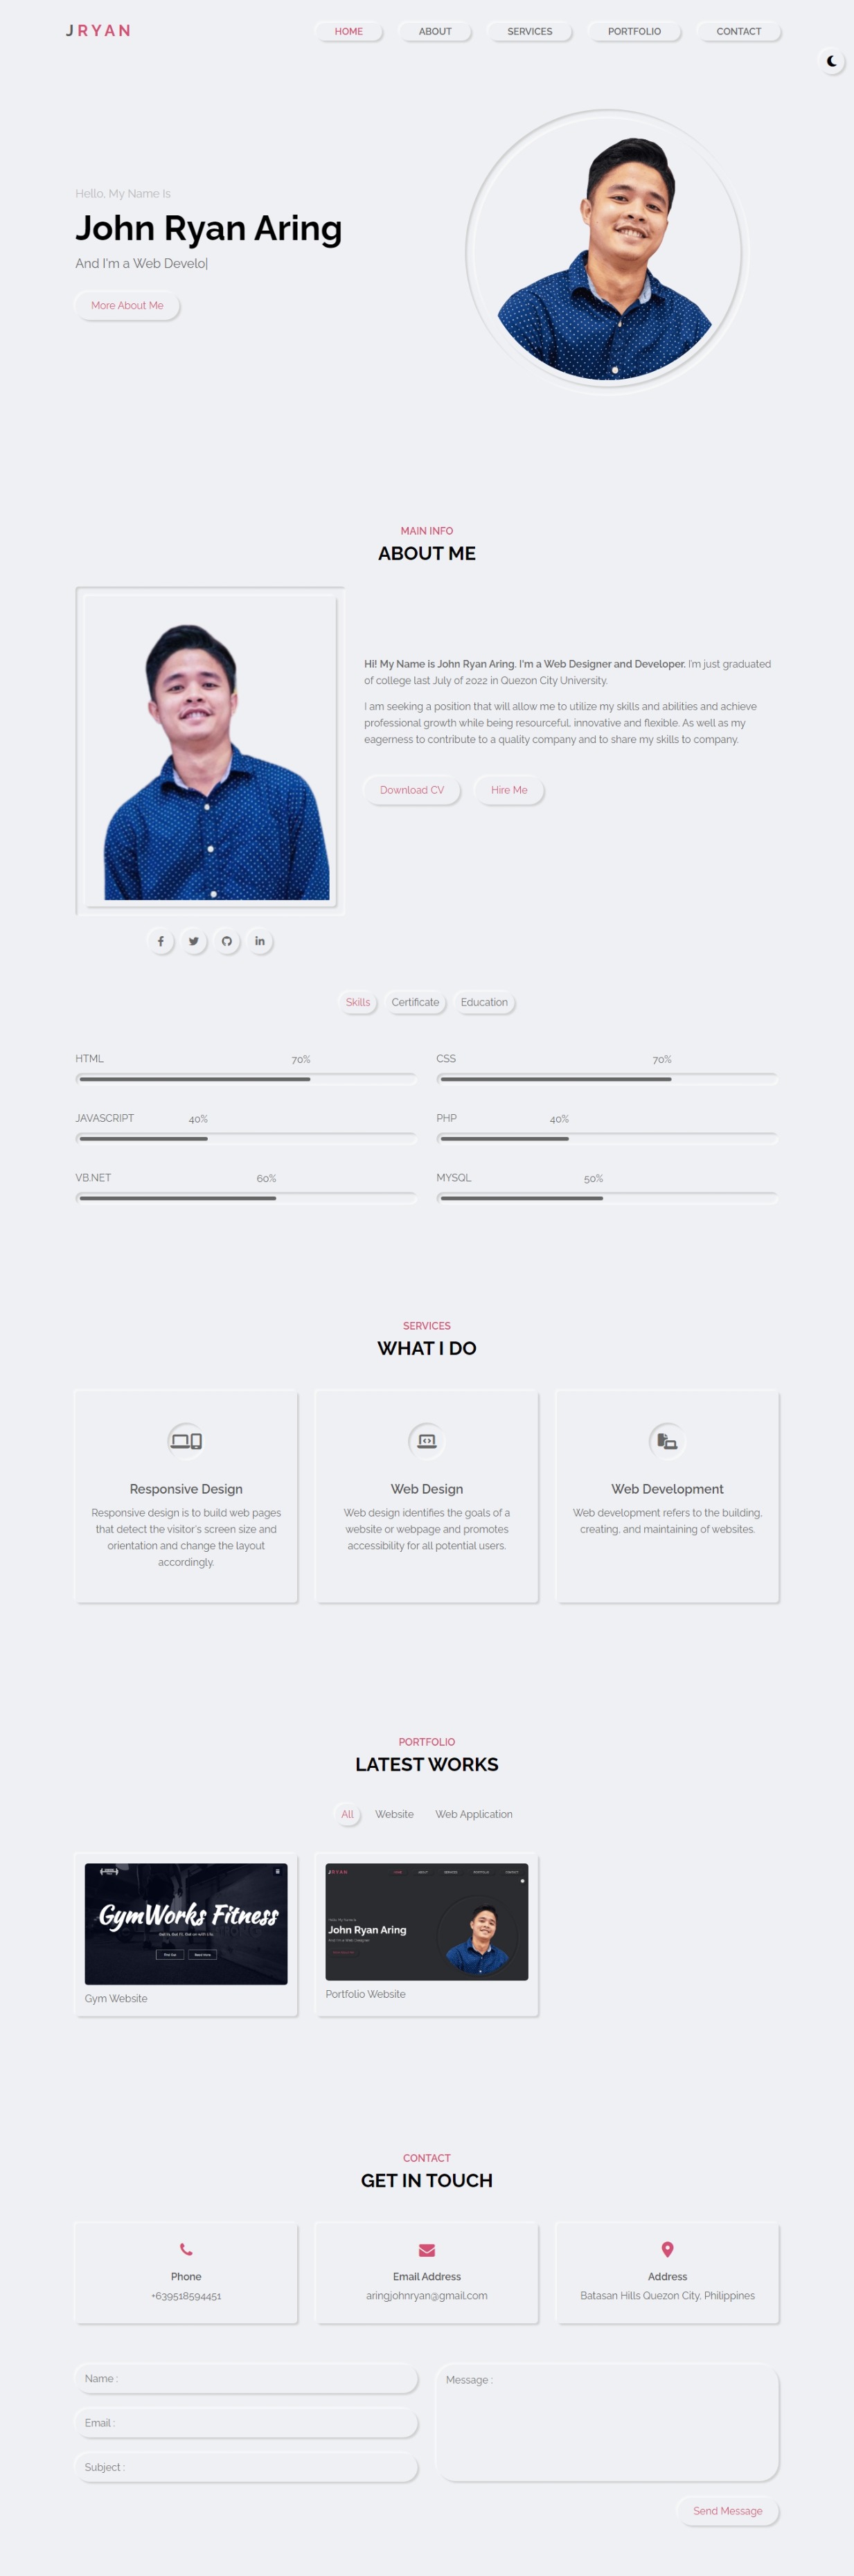 JRYAN
HOME ABOUT SERVICES PORTFOLIO CONTACT
Hello, My Name Is
John Ryan Aring
And I'm a Web Develo|
More About Me
MAIN INFO
ABOUT ME
Hi! My Name is John Ryan Aring. I'm a Web Designer and Developer. I'm just graduated
of college last July of 2022 in Quezon City University.
I am seeking a position that will allow me to utilize my skills and abilities and achieve
professional growth while being resourceful, innovative and flexible. As well as my
eagerness to contribute to a quality company and to share my skills to company.
Download CV Hire Me
Skills Certificate Education
HTML 70%
CSS 70%
JAVASCRIPT 40%
PHP 40%
VB.NET 60%
MYSQL 50%
SERVICES
WHAT I DO
Responsive Design
Responsive design is to build web pages
that detect the visitor's screen size and
orientation and change the layout
accordingly.
Web Design
Web design identifies the goals of a
website or webpage and promotes
accessibility for all potential users.
Web Development
Web development refers to the building,
creating, and maintaining of websites.
PORTFOLIO
LATEST WORKS
All Website Web Application
GymWorks Fitness
Gym Website
JRYAN
HOME ABOUT SERVICES PORTFOLIO CONTACT
John Ryan Aring
Portfolio Website
CONTACT
GET IN TOUCH
Phone
+639518594451
Email Address
aringjohnryan@gmail.com
Address
Batasan Hills Quezon City, Philippines
Name :
Email :
Subject :
Message :
Send Message